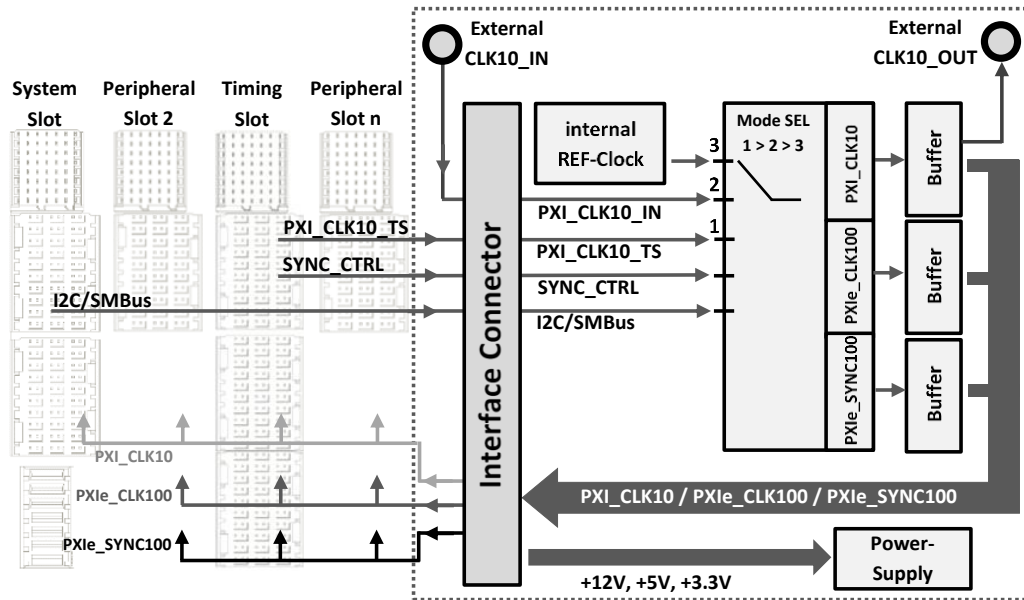 External
CLK10_IN
External
CLK10_OUT
System
Slot
Peripheral
Slot 2
Timing
Slot
Peripheral
Slot n
internal
REF-Clock
Mode SEL
1 > 2 > 3
3
2
1
PXI_CLK10
PXIe_CLK100
PXIe_SYNC100
Buffer
Buffer
Buffer
Interface Connector
PXI_CLK10_TS
SYNC_CTRL
I2C/SMBus
PXI_CLK10_IN
PXI_CLK10_TS
SYNC_CTRL
I2C/SMBus
PXI_CLK10
PXIe_CLK100
PXIe_SYNC100
PXI_CLK10 / PXIe_CLK100 / PXIe_SYNC100
+12V, +5V, +3.3V
Power-
Supply